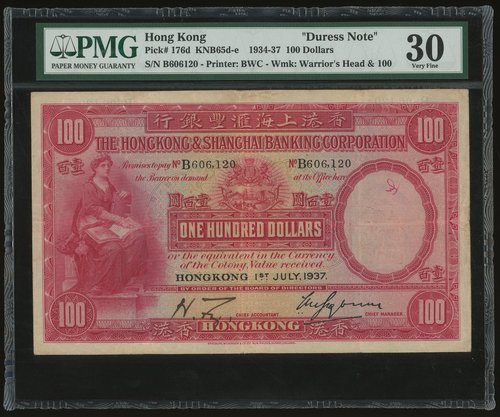 PMG
PAPER MONEY GUARANTY
Hong Kong "Duress Note"
Pick# 176d KNB65d-e 1934-37 100 Dollars
S/N B606120 - Printer: BWC - Wmk: Warrior's Head & 100
30
Very Fine
100 行銀豐滙海上港香 100
THE HONGKONG & SHANGHAI BANKING CORPORATION
Promises to pay Nº B606,120 Nº B606,120
the Bearer on demand at its Office here
百壹 百壹
圓百壹 圓百壹
ONE HUNDRED DOLLARS
or the equivalent in the Currency
of the Colony, Value received.
HONGKONG 1ST JULY, 1937.
BY ORDER OF THE BOARD OF DIRECTORS
CHIEF ACCOUNTANT CHIEF MANAGER
100 港香 HONGKONG 港香 100